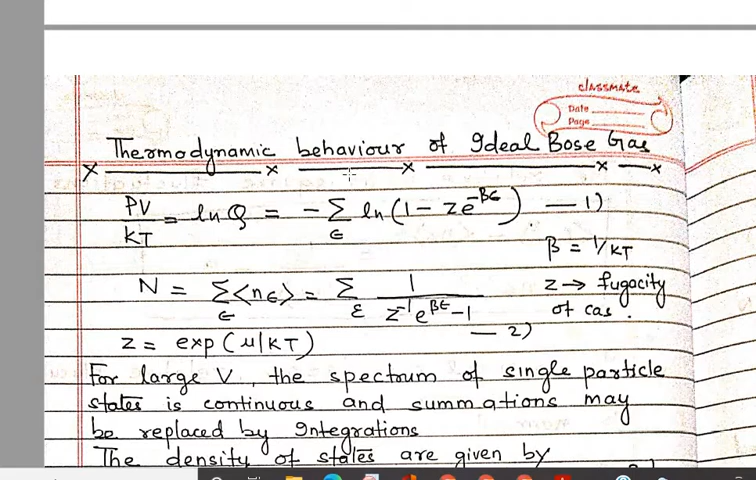 classmate
Date
Page
Thermodynamic behaviour of Ideal Bose Gas
PV/KT = ln Q = - Σ_ε ln (1 - ze^{-βε}) — 1)
β = 1/KT
N = Σ_ε <n_ε> = Σ_ε 1/(z^{-1} e^{βε} - 1) — 2)
z → fugacity
of cas.
z = exp(μ/KT)
For large V, the spectrum of single particle
states is continuous and summations may
be replaced by Integrations
The density of states are given by